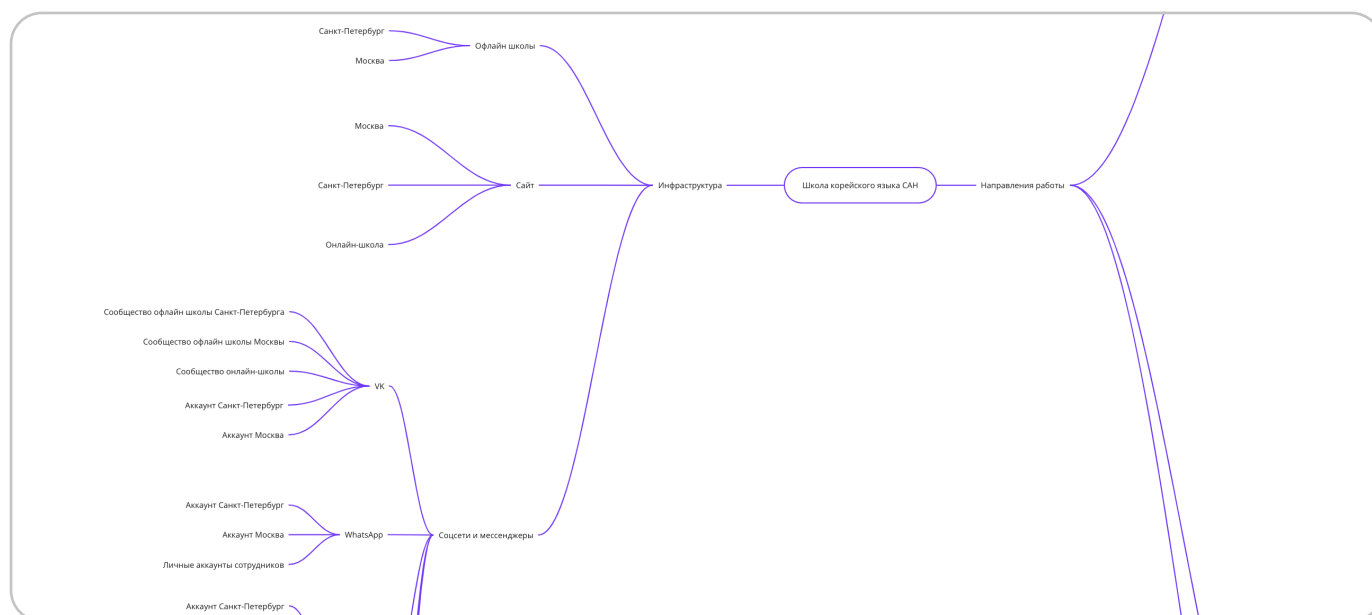 Санкт-Петербург
Офлайн школы
Москва
Москва
Санкт-Петербург
Сайт
Инфраструктура
Школа корейского языка САН
Направления работы
Онлайн-школа
Сообщество офлайн школы Санкт-Петербурга
Сообщество офлайн школы Москвы
Сообщество онлайн-школы
VK
Аккаунт Санкт-Петербург
Аккаунт Москва
Аккаунт Санкт-Петербург
Аккаунт Москва
WhatsApp
Соцсети и мессенджеры
Личные аккаунты сотрудников
Аккаунт Санкт-Петербург